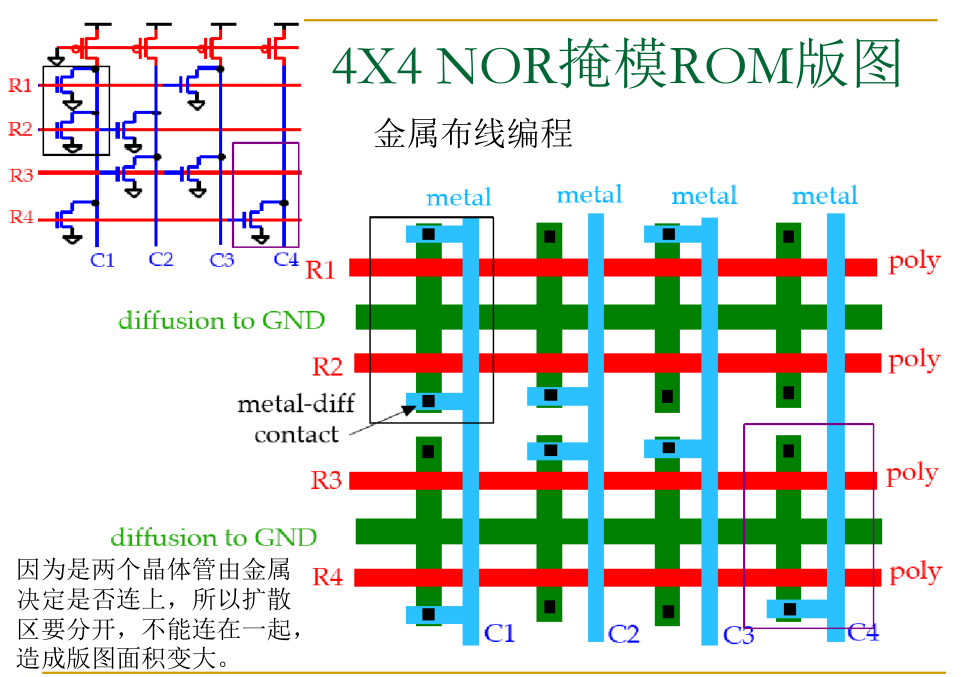 4X4 NOR掩模ROM版图
金属布线编程
R1
R2
R3
R4
C1 C2 C3 C4
metal metal metal metal
R1 poly
diffusion to GND
R2 poly
metal-diff
contact
R3 poly
diffusion to GND
R4 poly
C1 C2 C3 C4
因为是两个晶体管由金属
决定是否连上，所以扩散
区要分开，不能连在一起，
造成版图面积变大。